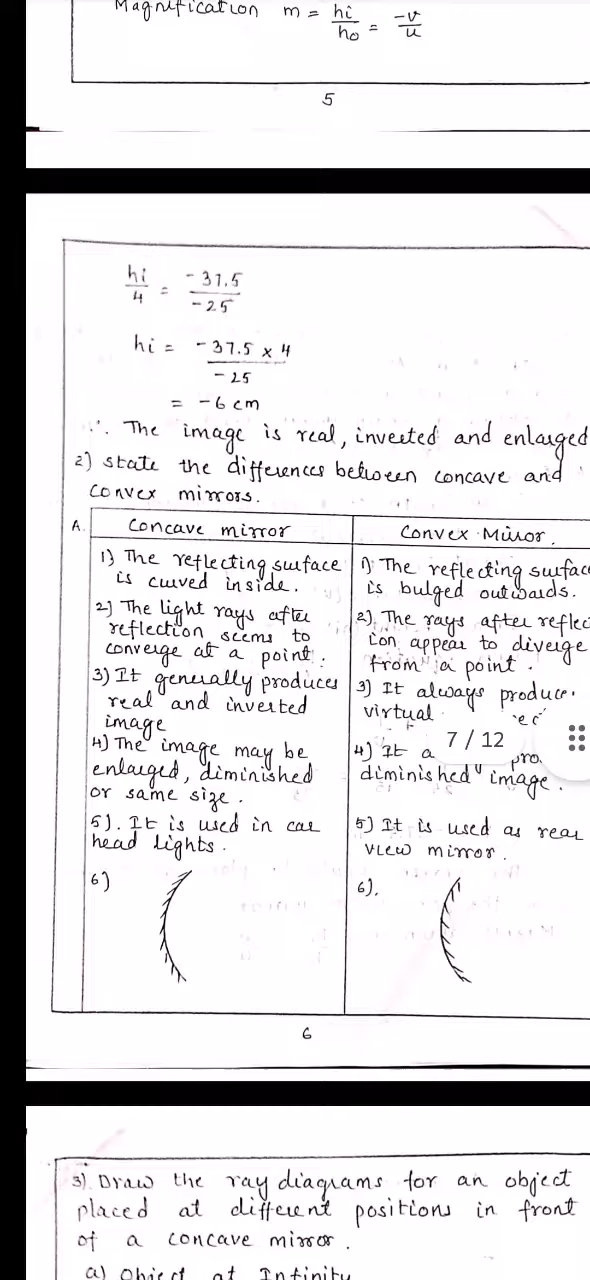 Magnification m = hi/ho = -v/u
5
hi/4 = -37.5/-25
hi = -37.5 x 4/-25
= -6 cm
∴ The image is real, inverted and enlarged
2) State the differences between concave and
convex mirrors.
A. Concave mirror
1) The reflecting surface
is curved inside.
2) The light rays after
reflection seems to
converge at a point.
3) It generally produces
real and inverted
image
4) The image may be
enlarged, diminished
or same size.
5). It is used in car
head lights.
6)
Convex Mirror.
1) The reflecting surfac
is bulged outwards.
2). The rays after reflec
ion appear to diverge
from a point.
3) It always produce
virtual
4) It a
diminished image.
5) It is used as rear
view mirror.
6).
7 / 12
6
3). Draw the ray diagrams for an object
placed at different positions in front
of a concave mirror.
a) Object at Infinity